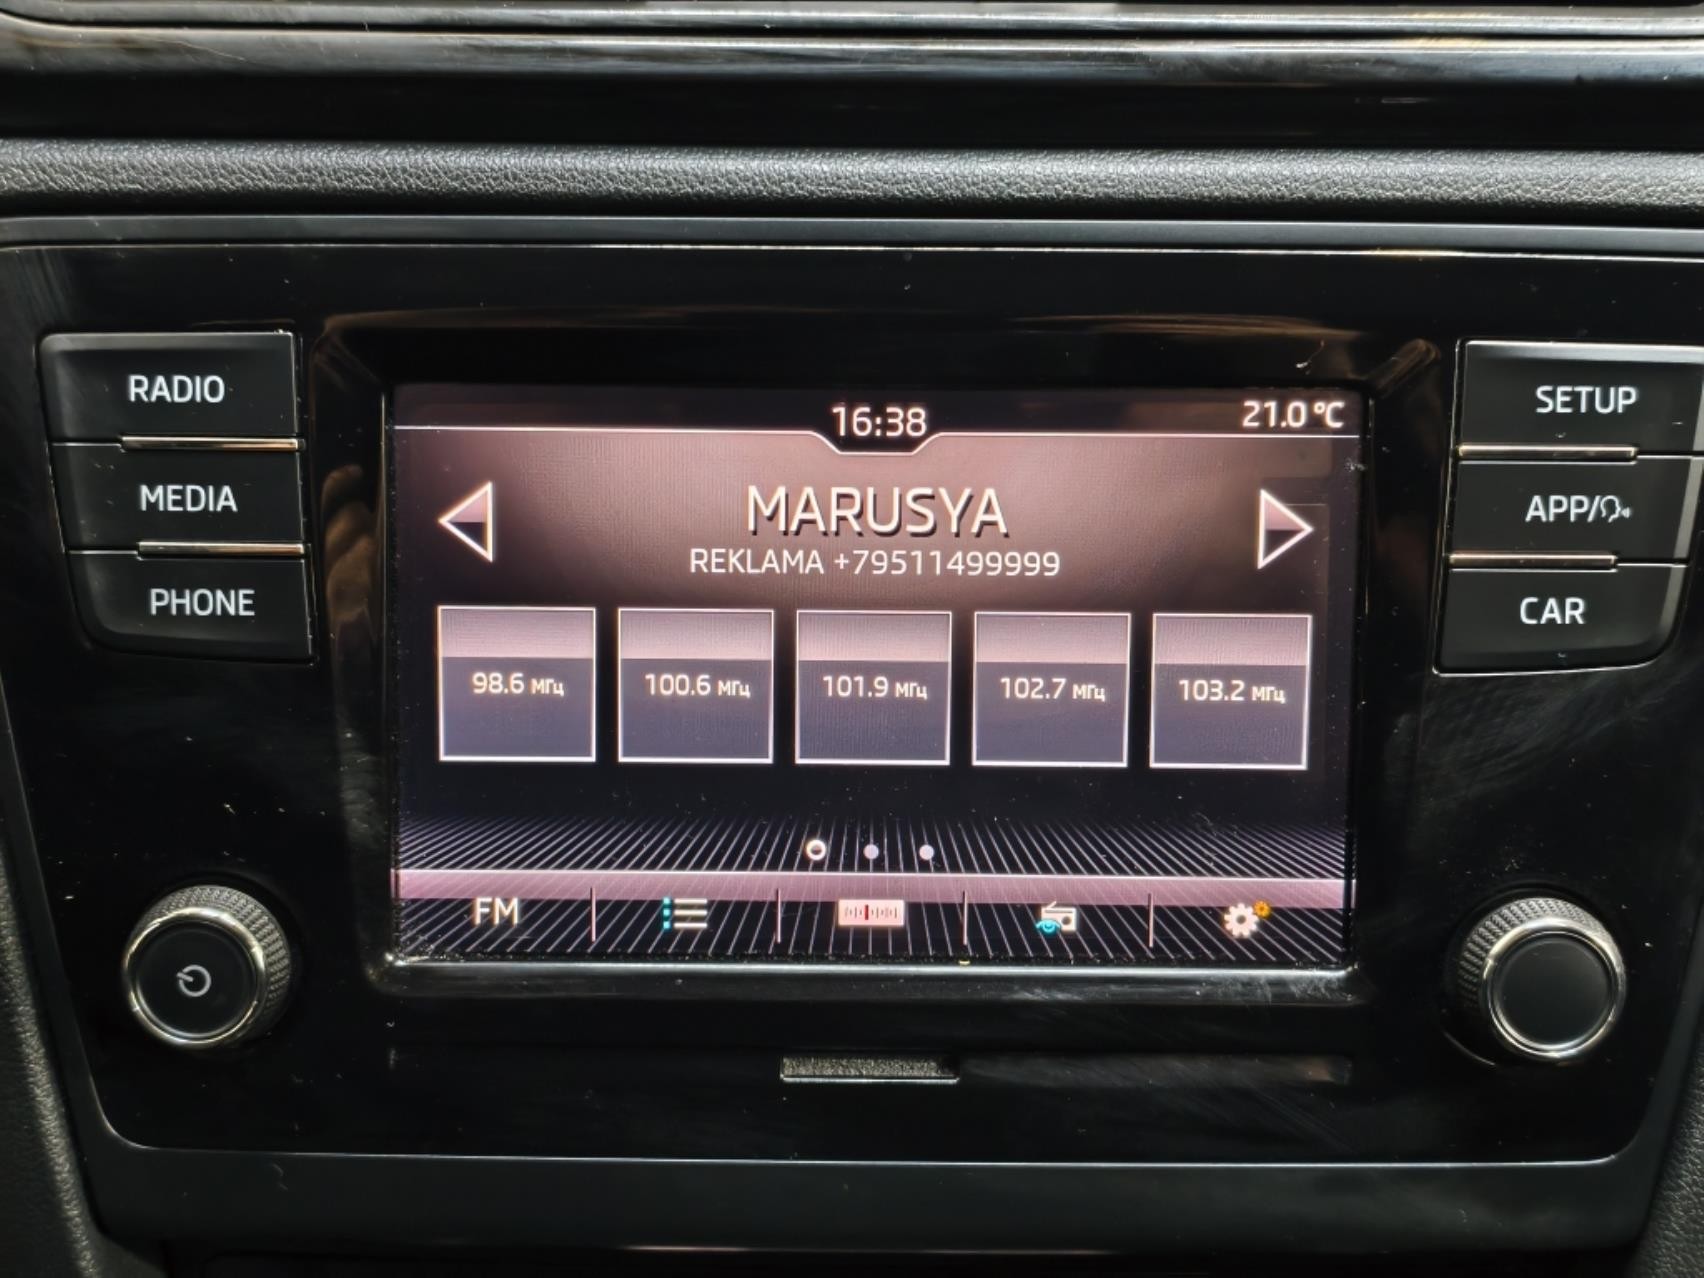 RADIO
MEDIA
PHONE
16:38
21.0 °C
MARUSYA
REKLAMA +79511499999
98.6 МГц
100.6 МГц
101.9 МГц
102.7 МГц
103.2 МГц
FM
SETUP
APP/
CAR